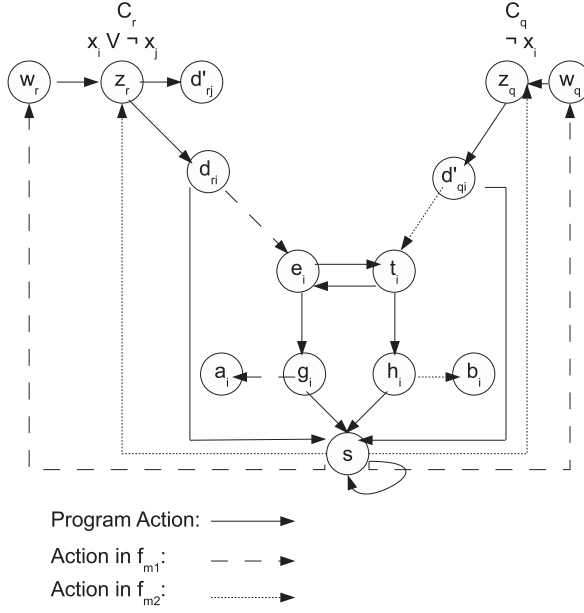 C_r C_q
x_i V ¬ x_j ¬ x_i
w_r z_r d'_rj z_q w_q
d_ri d'_qi
e_i t_i
a_i g_i h_i b_i
s
Program Action:
Action in f_m1:
Action in f_m2: